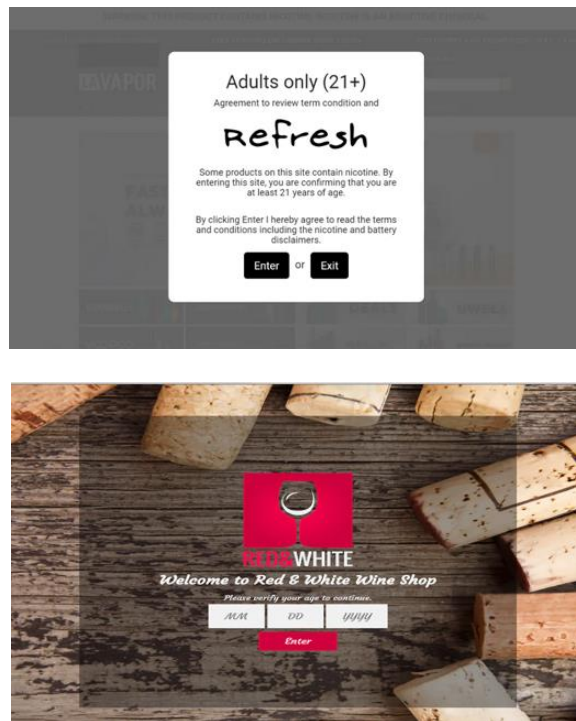 VAPOR
Adults only (21+)
Agreement to review term condition and
Refresh
Some products on this site contain nicotine. By
entering this site, you are confirming that you are
at least 21 years of age.
By clicking Enter I hereby agree to read the terms
and conditions including the nicotine and battery
disclaimers.
Enter or Exit
RED&WHITE
Welcome to Red & White Wine Shop
Please verify your age to continue.
MM DD YYYY
Enter